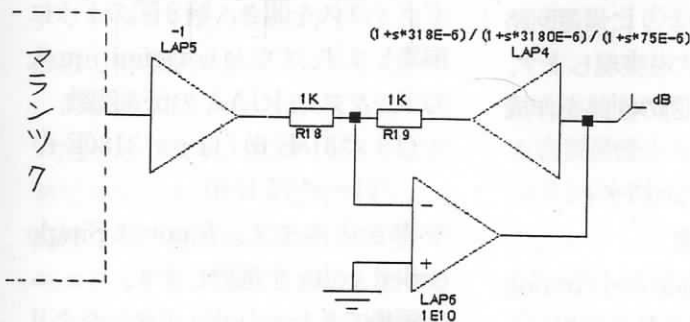 -1
LAP5
(1+s*318E-6)/(1+s*3180E-6)/(1+s*75E-6)
LAP4
マランツ7
1K
R18
1K
R19
L-dB
−
+
LAP6
1E10